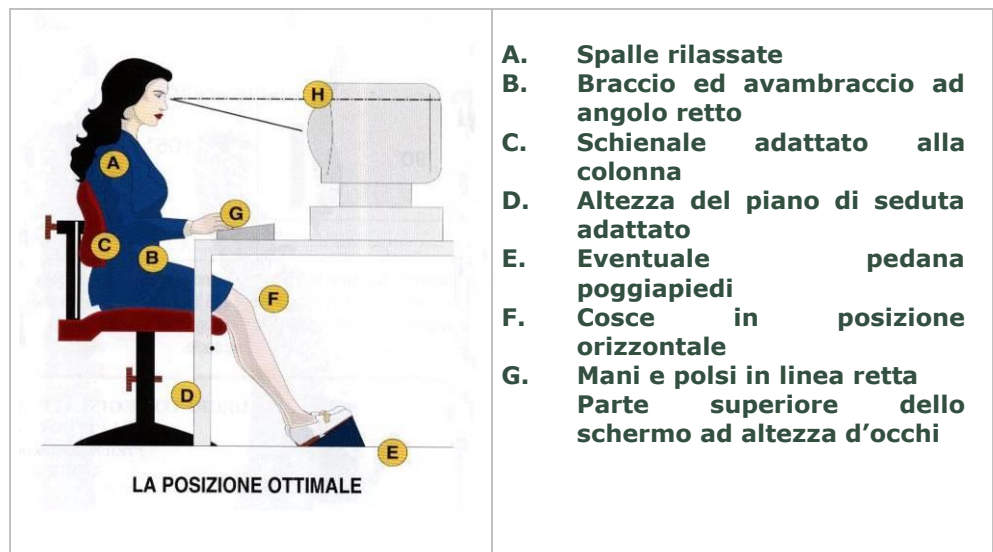 H
A
G
C
B
F
D
E
LA POSIZIONE OTTIMALE
A. Spalle rilassate
B. Braccio ed avambraccio ad
angolo retto
C. Schienale adattato alla
colonna
D. Altezza del piano di seduta
adattato
E. Eventuale pedana
poggiapiedi
F. Cosce in posizione
orizzontale
G. Mani e polsi in linea retta
Parte superiore dello
schermo ad altezza d’occhi